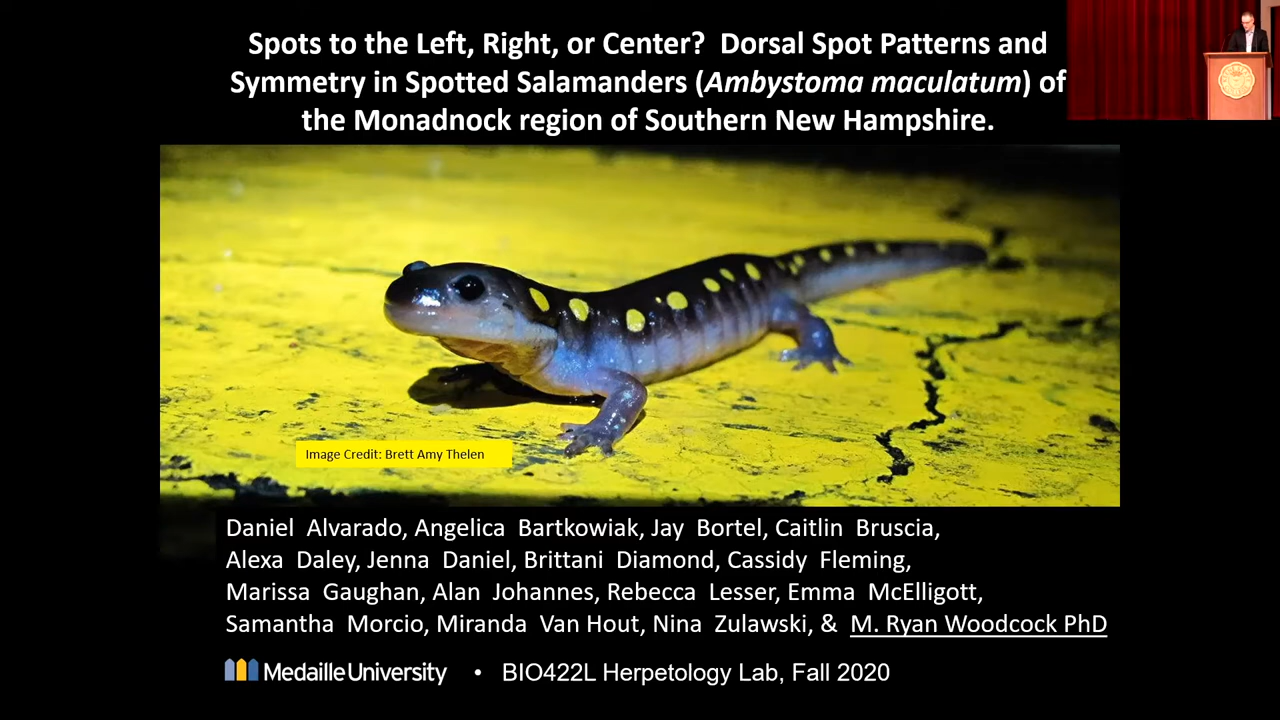 Spots to the Left, Right, or Center? Dorsal Spot Patterns and
Symmetry in Spotted Salamanders (Ambystoma maculatum) of
the Monadnock region of Southern New Hampshire.
Image Credit: Brett Amy Thelen
Daniel Alvarado, Angelica Bartkowiak, Jay Bortel, Caitlin Bruscia,
Alexa Daley, Jenna Daniel, Brittani Diamond, Cassidy Fleming,
Marissa Gaughan, Alan Johannes, Rebecca Lesser, Emma McElligott,
Samantha Morcio, Miranda Van Hout, Nina Zulawski, & M. Ryan Woodcock PhD
Medaille University • BIO422L Herpetology Lab, Fall 2020